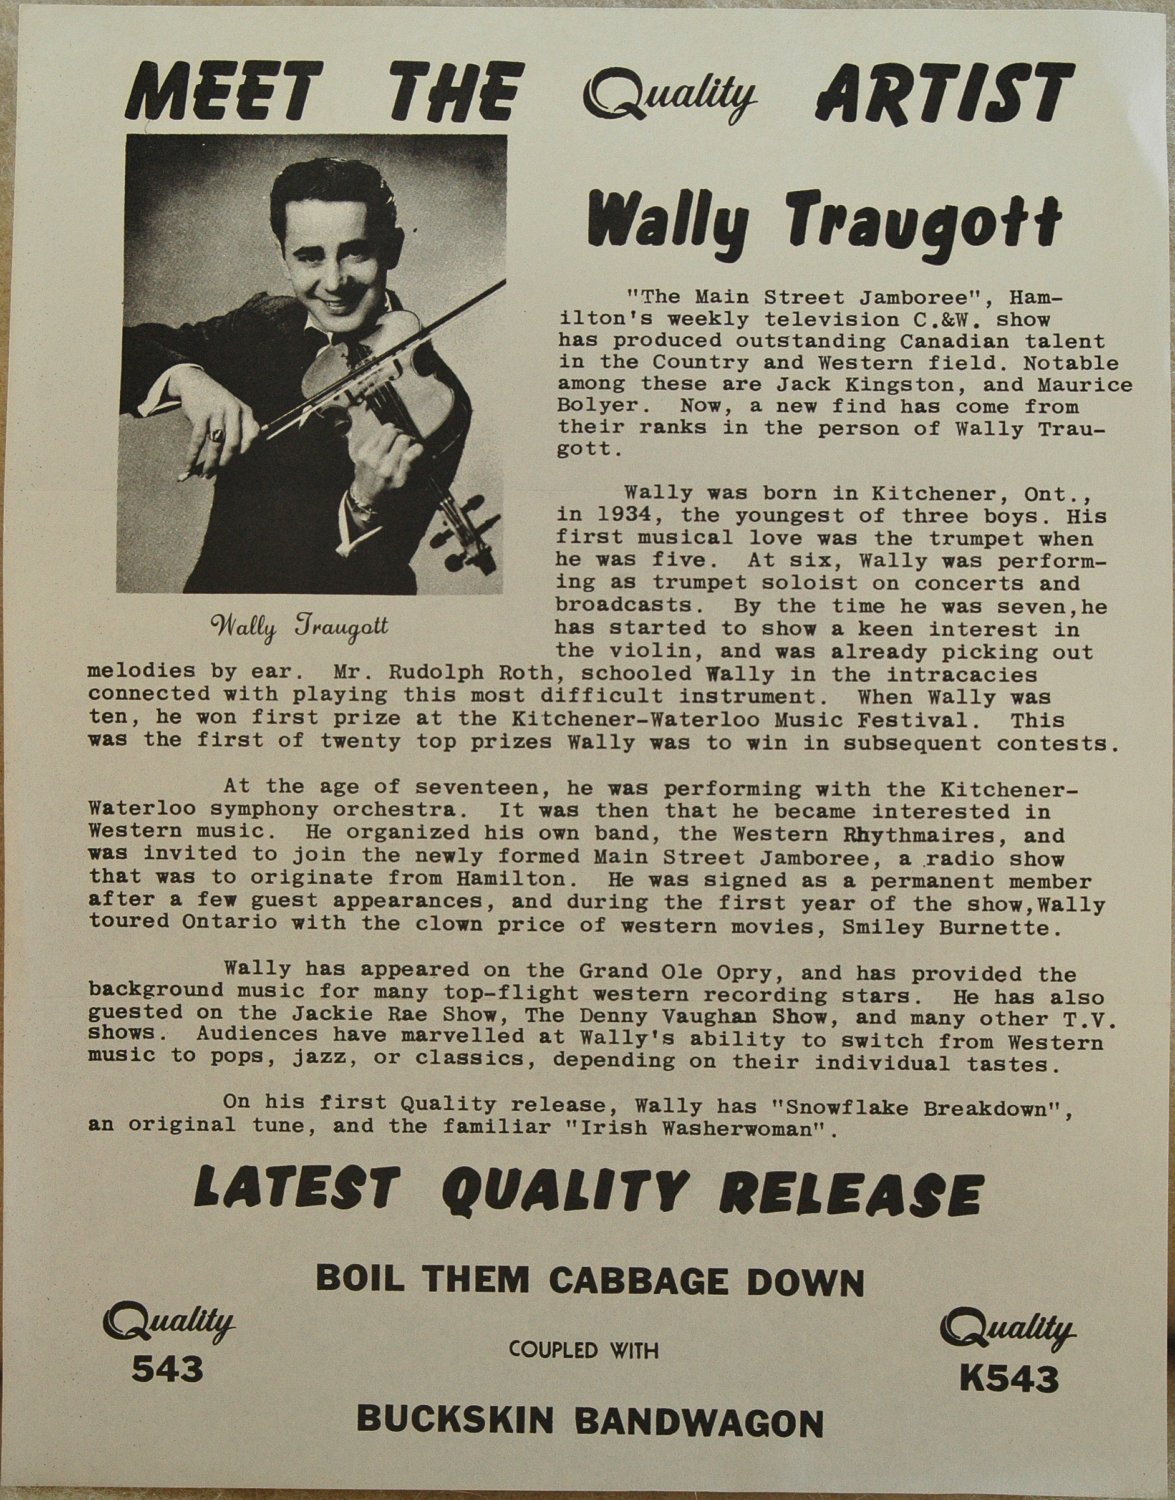 MEET THE Quality ARTIST
Wally Traugott
"The Main Street Jamboree", Ham-
ilton's weekly television C.&W. show
has produced outstanding Canadian talent
in the Country and Western field. Notable
among these are Jack Kingston, and Maurice
Bolyer. Now, a new find has come from
their ranks in the person of Wally Trau-
gott.
Wally was born in Kitchener, Ont.,
in 1934, the youngest of three boys. His
first musical love was the trumpet when
he was five. At six, Wally was perform-
ing as trumpet soloist on concerts and
broadcasts. By the time he was seven,he
has started to show a keen interest in
the violin, and was already picking out
Wally Traugott
melodies by ear. Mr. Rudolph Roth, schooled Wally in the intracacies
connected with playing this most difficult instrument. When Wally was
ten, he won first prize at the Kitchener-Waterloo Music Festival. This
was the first of twenty top prizes Wally was to win in subsequent contests.
At the age of seventeen, he was performing with the Kitchener-
Waterloo symphony orchestra. It was then that he became interested in
Western music. He organized his own band, the Western Rhythmaires, and
was invited to join the newly formed Main Street Jamboree, a radio show
that was to originate from Hamilton. He was signed as a permanent member
after a few guest appearances, and during the first year of the show,Wally
toured Ontario with the clown price of western movies, Smiley Burnette.
Wally has appeared on the Grand Ole Opry, and has provided the
background music for many top-flight western recording stars. He has also
guested on the Jackie Rae Show, The Denny Vaughan Show, and many other T.V.
shows. Audiences have marvelled at Wally's ability to switch from Western
music to pops, jazz, or classics, depending on their individual tastes.
On his first Quality release, Wally has "Snowflake Breakdown",
an original tune, and the familiar "Irish Washerwoman".
LATEST QUALITY RELEASE
BOIL THEM CABBAGE DOWN
Quality
543
COUPLED WITH
Quality
K543
BUCKSKIN BANDWAGON